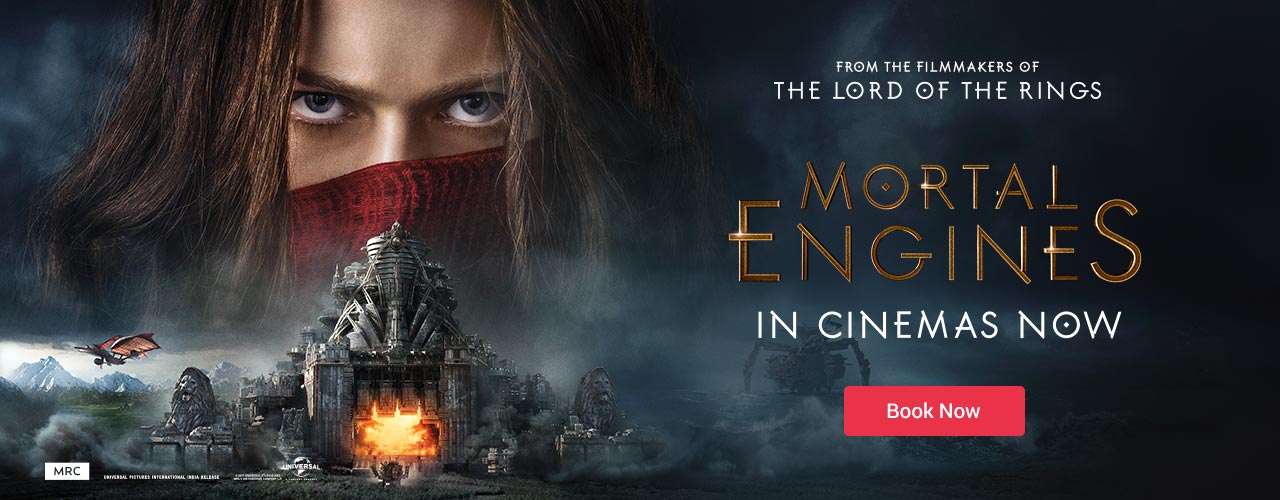 FROM THE FILMMAKERS OF
THE LORD OF THE RINGS
MORTAL
ENGINES
IN CINEMAS NOW
Book Now
MRC
UNIVERSAL PICTURES INTERNATIONAL INDIA RELEASE
UNIVERSAL